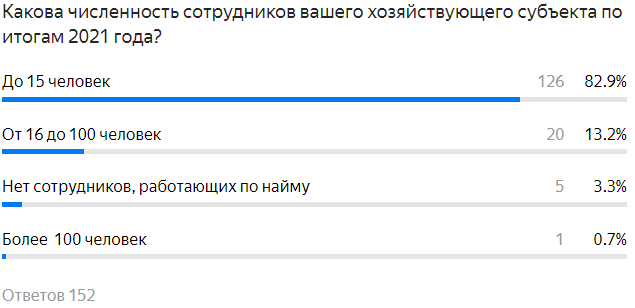 Какова численность сотрудников вашего хозяйствующего субъекта по
итогам 2021 года?
До 15 человек 126 82.9%
От 16 до 100 человек 20 13.2%
Нет сотрудников, работающих по найму 5 3.3%
Более 100 человек 1 0.7%
Ответов 152